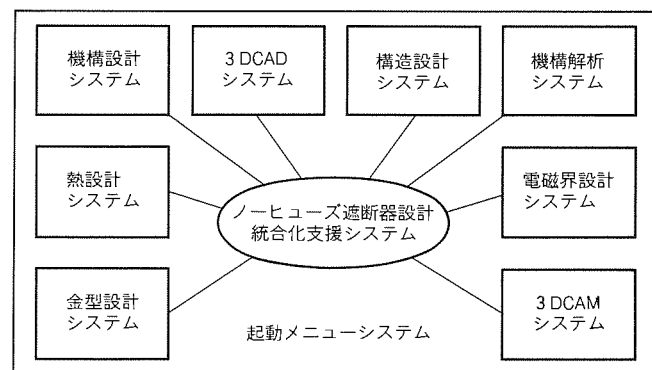 機構設計
システム
3 DCAD
システム
構造設計
システム
機構解析
システム
熱設計
システム
ノーヒューズ遮断器設計
統合化支援システム
電磁界設計
システム
金型設計
システム
起動メニューシステム
3 DCAM
システム